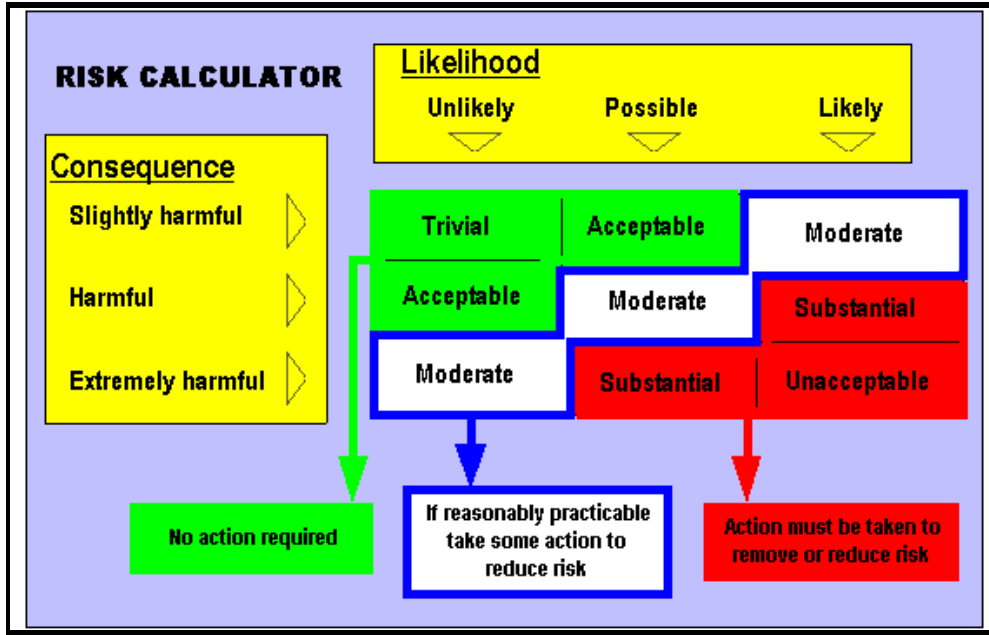 RISK CALCULATOR
Likelihood
Unlikely Possible Likely
Consequence
Slightly harmful
Harmful
Extremely harmful
Trivial Acceptable Moderate
Acceptable Moderate Substantial
Moderate Substantial Unacceptable
No action required
If reasonably practicable
take some action to
reduce risk
Action must be taken to
remove or reduce risk